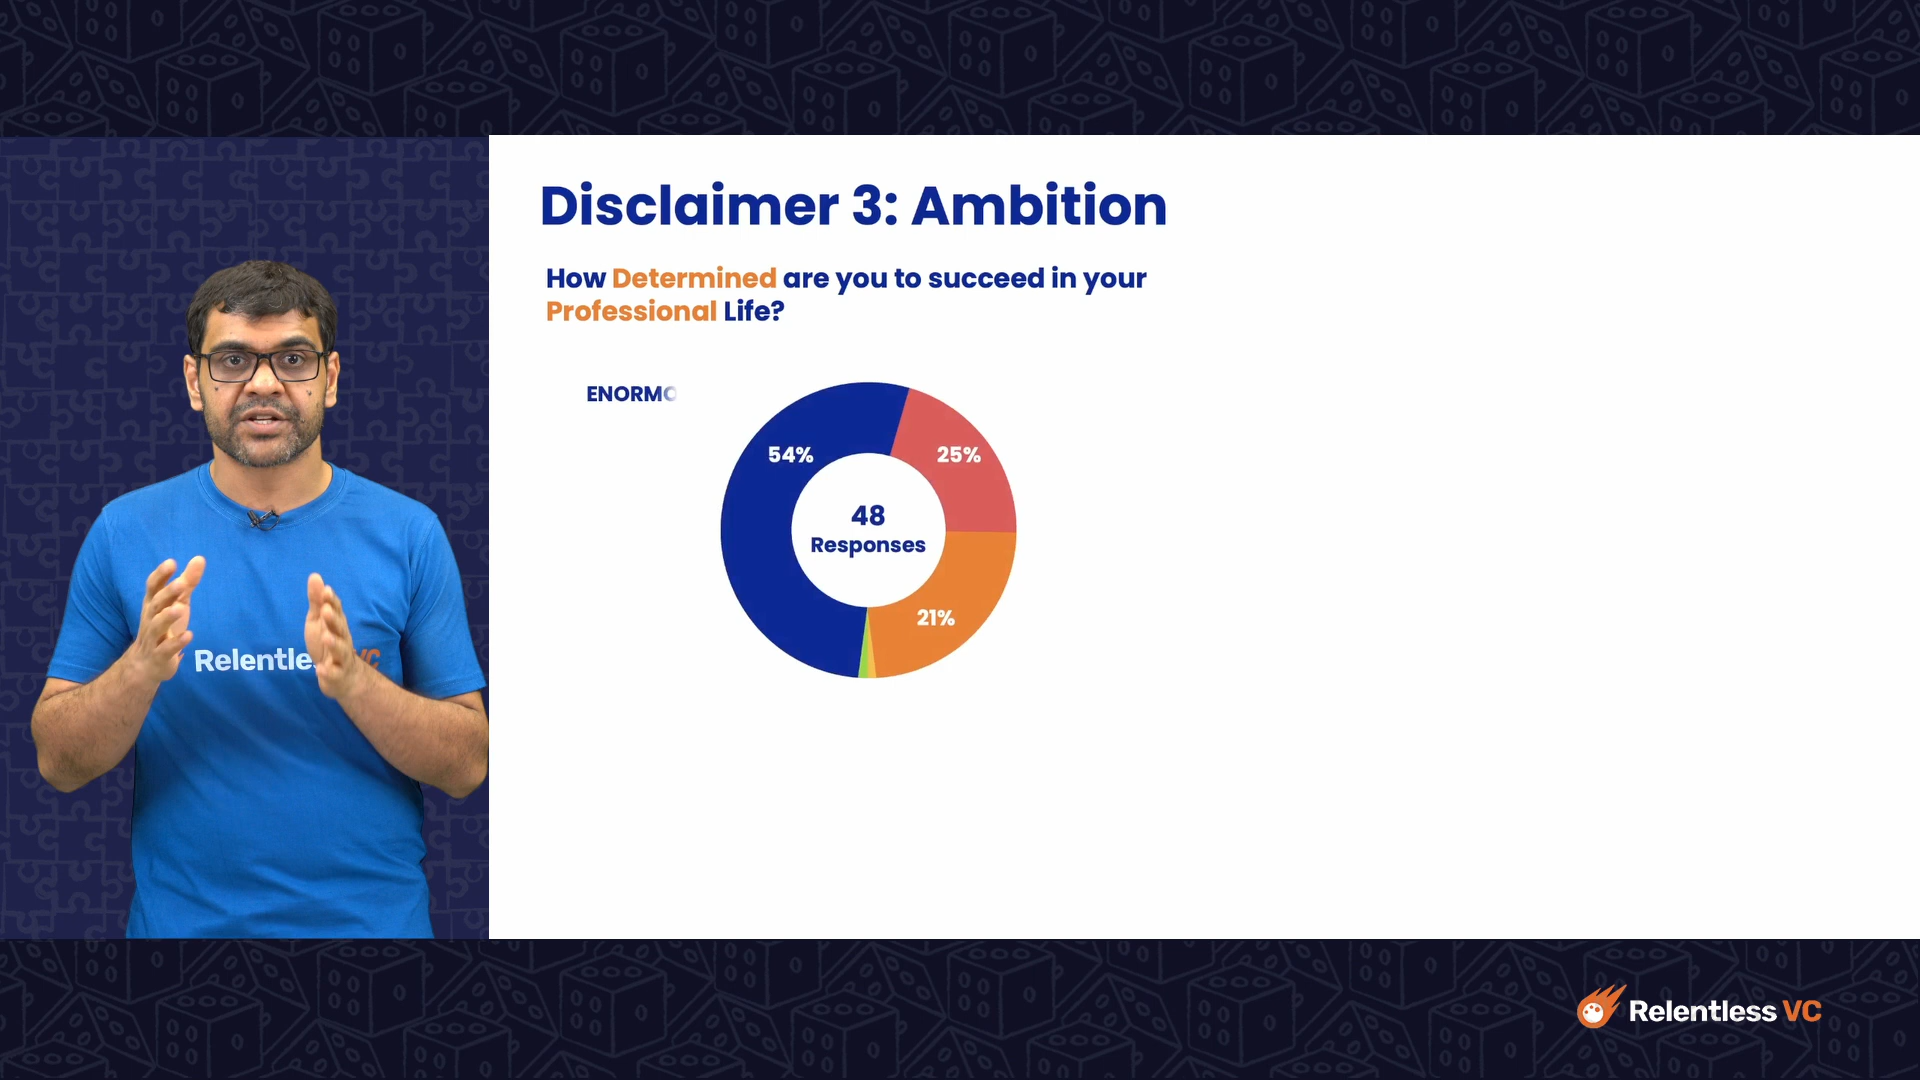 Disclaimer 3: Ambition
How Determined are you to succeed in your
Professional Life?
ENORMO
54%
25%
48
Responses
21%
Relentless VC